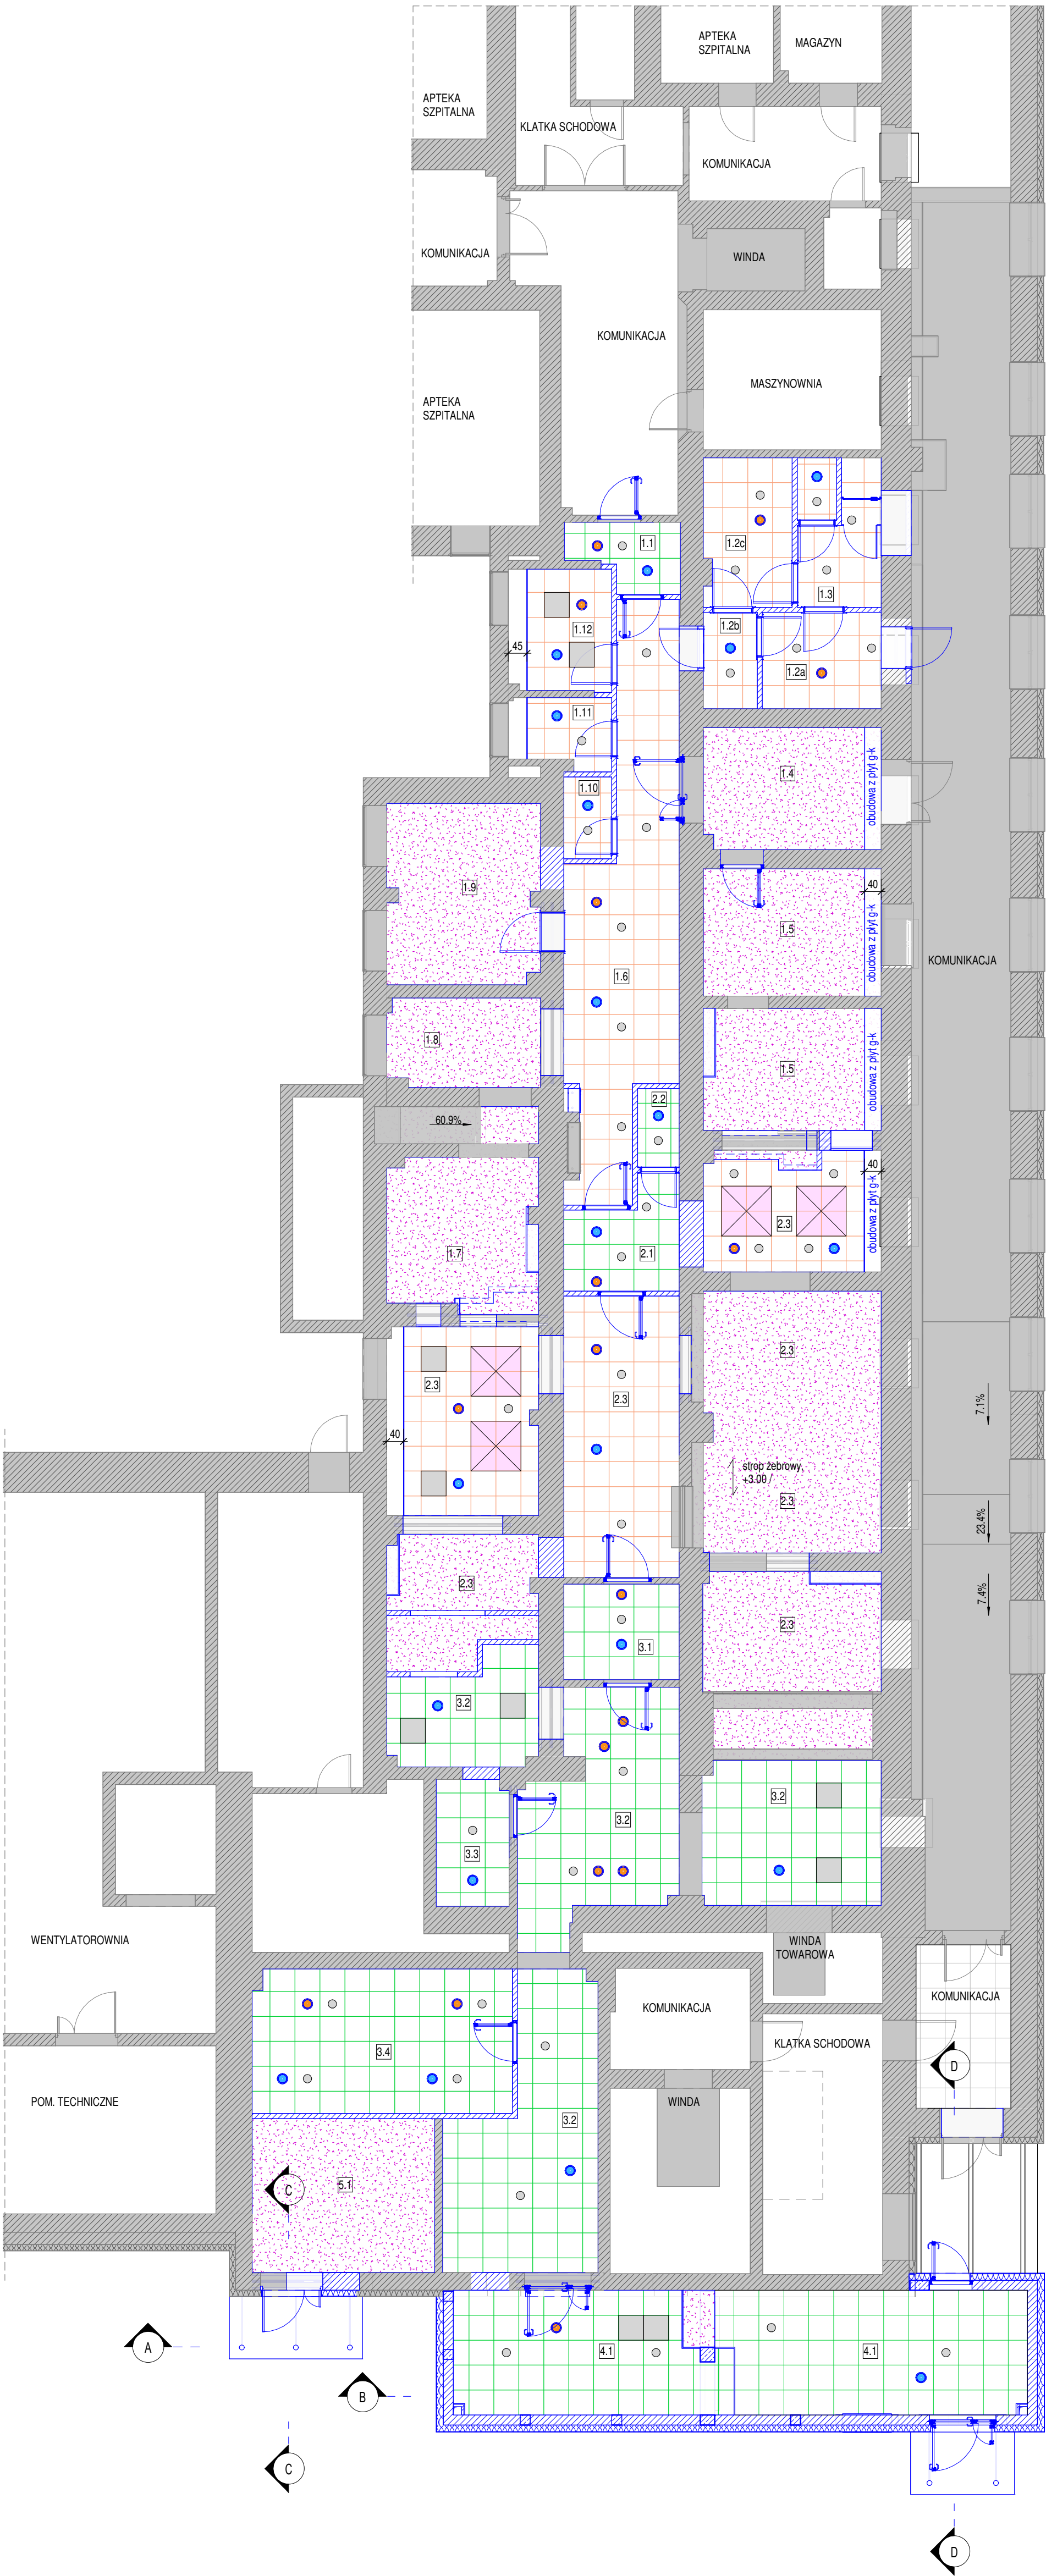 APTEKA
SZPITALNA
MAGAZYN
APTEKA
SZPITALNA
KLATKA SCHODOWA
KOMUNIKACJA
KOMUNIKACJA
WINDA
KOMUNIKACJA
MASZYNOWNIA
APTEKA
SZPITALNA
1.1
1.2c
1.3
1.12
1.2b
45
1.2a
1.11
1.4
obudowa z płyt g-k
1.10
1.9
40
1.5
obudowa z płyt g-k
KOMUNIKACJA
1.6
1.8
1.5
obudowa z płyt g-k
2.2
60.9%
40
2.3
obudowa z płyt g-k
1.7
2.1
2.3
2.3
2.3
7.1%
40
strop żebrowy,
+3.00 /
2.3
23.4%
2.3
7.4%
2.3
3.1
3.2
3.2
3.2
3.3
WENTYLATOROWNIA
WINDA
TOWAROWA
KOMUNIKACJA
KOMUNIKACJA
3.4
KLATKA SCHODOWA
D
POM. TECHNICZNE
WINDA
3.2
5.1
C
A
4.1
4.1
B
C
D